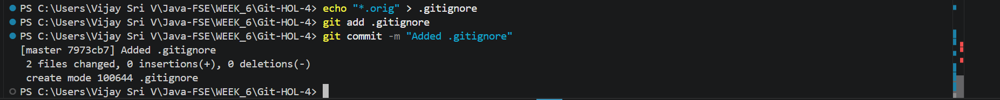 PS C:\Users\Vijay Sri V\Java-FSE\WEEK_6\Git-HOL-4> echo "*.orig" > .gitignore
PS C:\Users\Vijay Sri V\Java-FSE\WEEK_6\Git-HOL-4> git add .gitignore
PS C:\Users\Vijay Sri V\Java-FSE\WEEK_6\Git-HOL-4> git commit -m "Added .gitignore"
[master 7973cb7] Added .gitignore
 2 files changed, 0 insertions(+), 0 deletions(-)
 create mode 100644 .gitignore
PS C:\Users\Vijay Sri V\Java-FSE\WEEK_6\Git-HOL-4>